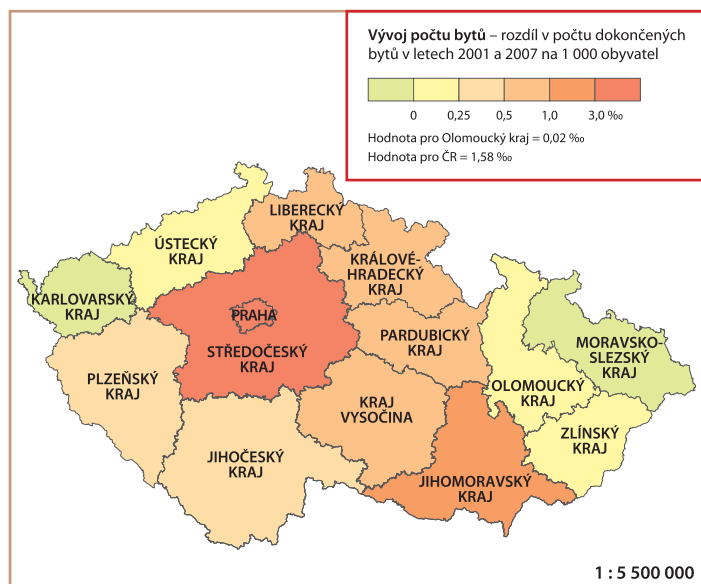 Vývoj počtu bytů – rozdíl v počtu dokončených
bytů v letech 2001 a 2007 na 1 000 obyvatel
0 0,25 0,5 1,0 3,0 ‰
Hodnota pro Olomoucký kraj = 0,02 ‰
Hodnota pro ČR = 1,58 ‰
LIBERECKÝ
KRAJ
ÚSTECKÝ
KRAJ
KRÁLOVÉ-
HRADECKÝ
KRAJ
KARLOVARSKÝ
KRAJ
PRAHA
STŘEDOČESKÝ
KRAJ
PARDUBICKÝ
KRAJ
MORAVSKO-
SLEZSKÝ
KRAJ
PLZEŇSKÝ
KRAJ
OLOMOUCKÝ
KRAJ
KRAJ
VYSOČINA
ZLÍNSKÝ
KRAJ
JIHOČESKÝ
KRAJ
JIHOMORAVSKÝ
KRAJ
1 : 5 500 000